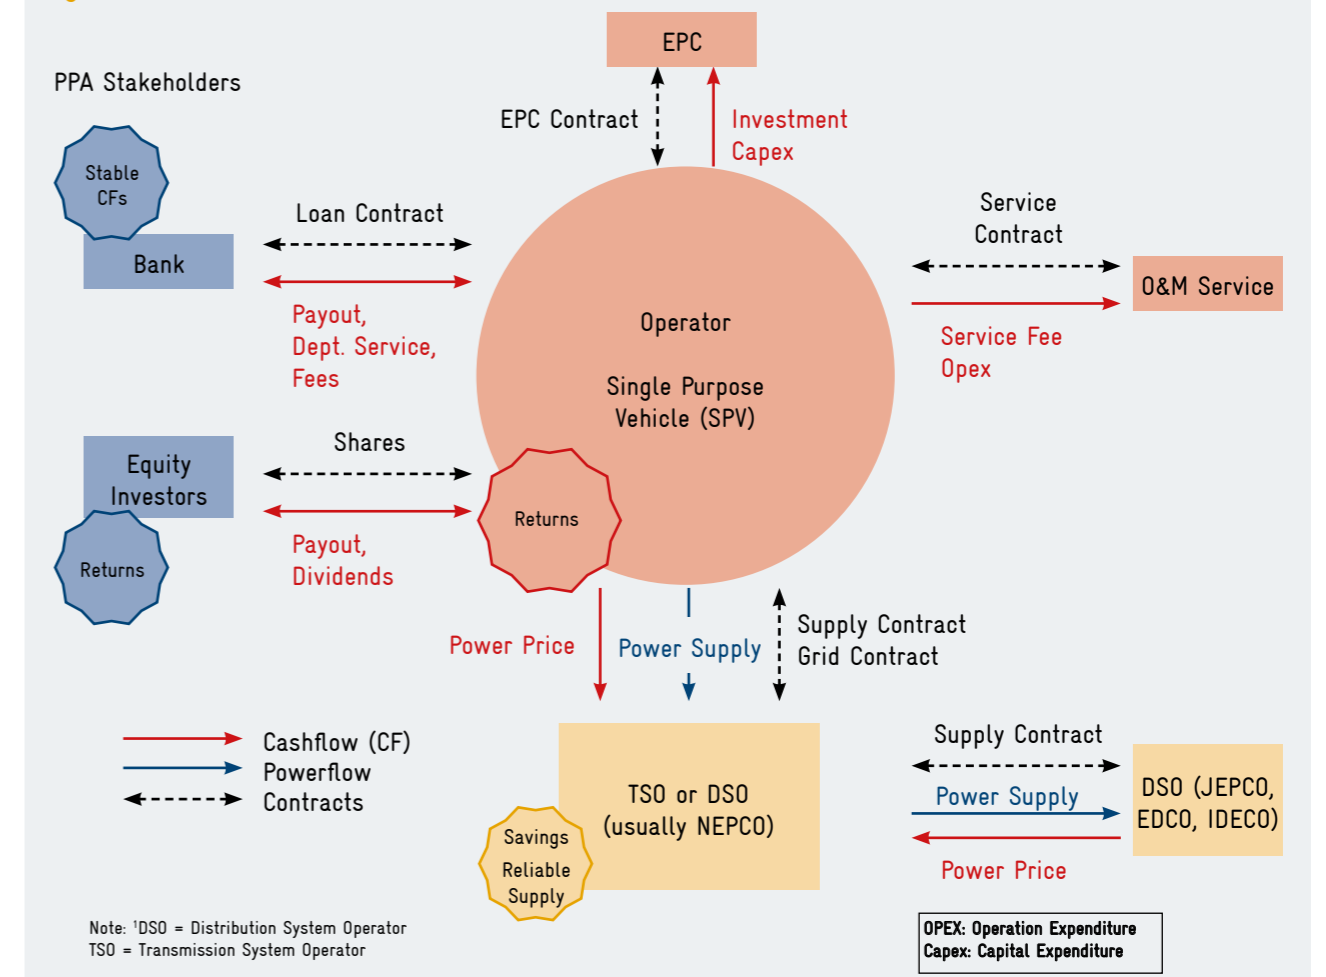 EPC
PPA Stakeholders
EPC Contract
Investment
Capex
Stable
CFs
Bank
Loan Contract
Payout,
Dept. Service,
Fees
Service
Contract
O&M Service
Service Fee
Opex
Operator
Single Purpose
Vehicle (SPV)
Equity
Investors
Returns
Shares
Payout,
Dividends
Returns
Power Price
Power Supply
Supply Contract
Grid Contract
Cashflow (CF)
Powerflow
Contracts
TSO or DSO
(usually NEPCO)
Savings
Reliable
Supply
Supply Contract
Power Supply
Power Price
DSO (JEPCO,
EDCO, IDECO)
Note: ¹DSO = Distribution System Operator
TSO = Transmission System Operator
OPEX: Operation Expenditure
Capex: Capital Expenditure